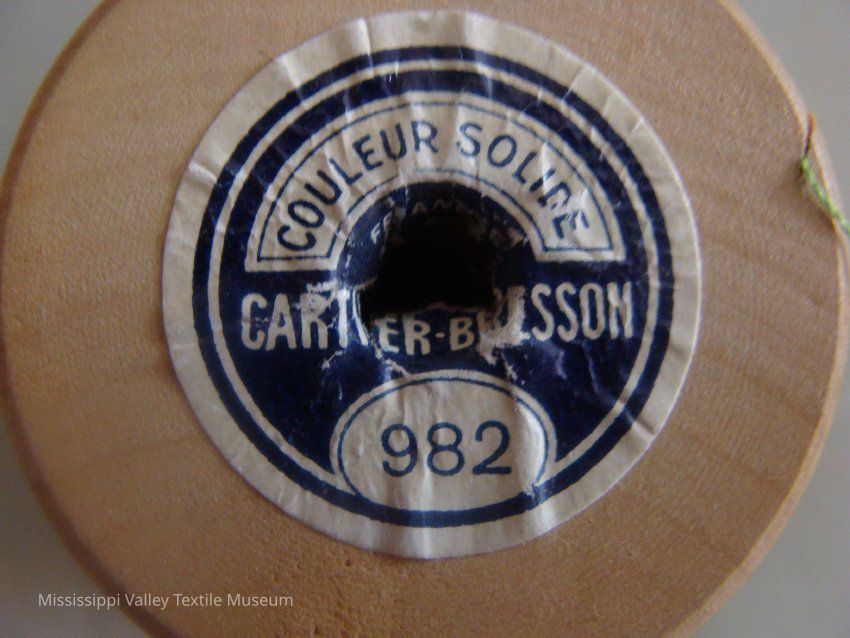 COULEUR SOLIDE
CARTIER-BRESSON
982
Mississippi Valley Textile Museum